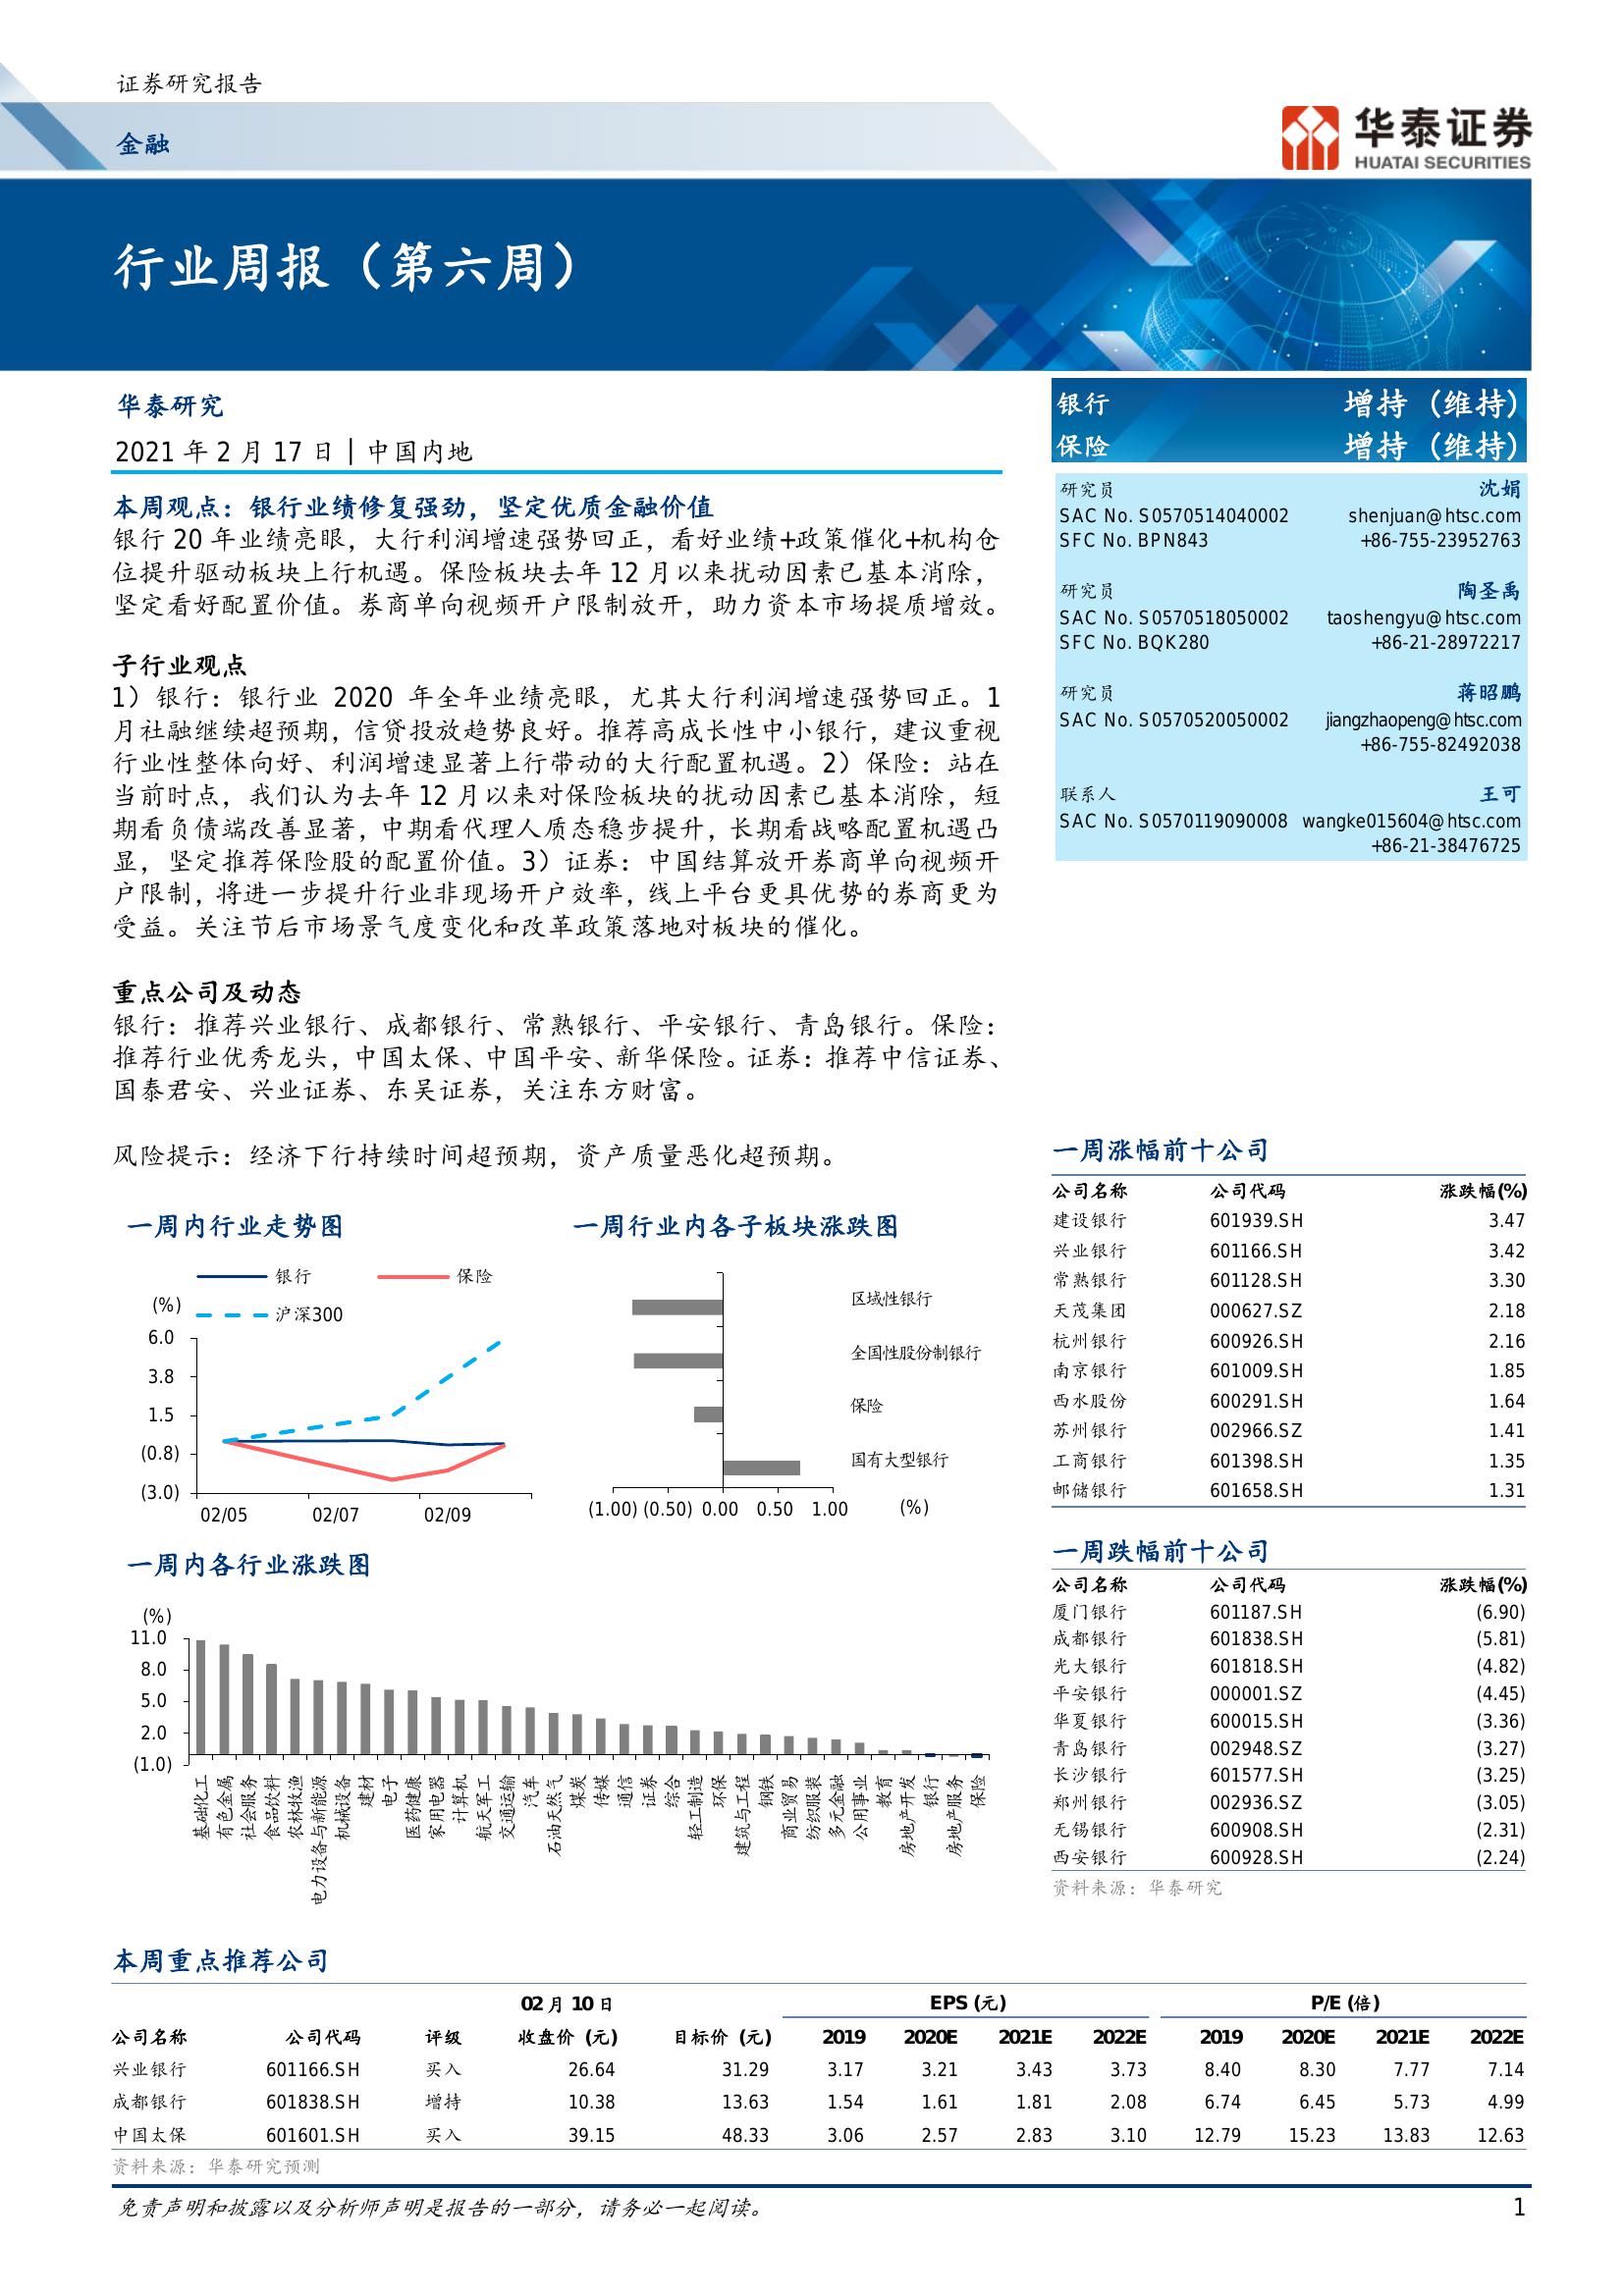 证券研究报告
金融
华泰证券
HUATAI SECURITIES
行业周报（第六周）
华泰研究
2021 年 2 月 17 日│中国内地
本周观点：银行业绩修复强劲，坚定优质金融价值
银行 20 年业绩亮眼，大行利润增速强势回正，看好业绩+政策催化+机构仓
位提升驱动板块上行机遇。保险板块去年 12 月以来扰动因素已基本消除，
坚定看好配置价值。券商单向视频开户限制放开，助力资本市场提质增效。
子行业观点
1）银行：银行业 2020 年全年业绩亮眼，尤其大行利润增速强势回正。1
月社融继续超预期，信贷投放趋势良好。推荐高成长性中小银行，建议重视
行业性整体向好、利润增速显著上行带动的大行配置机遇。2）保险：站在
当前时点，我们认为去年 12 月以来对保险板块的扰动因素已基本消除，短
期看负债端改善显著，中期看代理人质态稳步提升，长期看战略配置机遇凸
显，坚定推荐保险股的配置价值。3）证券：中国结算放开券商单向视频开
户限制，将进一步提升行业非现场开户效率，线上平台更具优势的券商更为
受益。关注节后市场景气度变化和改革政策落地对板块的催化。
重点公司及动态
银行：推荐兴业银行、成都银行、常熟银行、平安银行、青岛银行。保险：
推荐行业优秀龙头，中国太保、中国平安、新华保险。证券：推荐中信证券、
国泰君安、兴业证券、东吴证券，关注东方财富。
风险提示：经济下行持续时间超预期，资产质量恶化超预期。
银行 增持（维持）
保险 增持（维持）
研究员 沈娟
SAC No. S0570514040002 shenjuan@htsc.com
SFC No. BPN843 +86-755-23952763
研究员 陶圣禹
SAC No. S0570518050002 taoshengyu@htsc.com
SFC No. BQK280 +86-21-28972217
研究员 蒋昭鹏
SAC No. S0570520050002 jiangzhaopeng@htsc.com
+86-755-82492038
联系人 王可
SAC No. S0570119090008 wangke015604@htsc.com
+86-21-38476725
一周内行业走势图
银行 保险
(%) 沪深300
6.0
3.8
1.5
(0.8)
(3.0)
02/05 02/07 02/09
一周行业内各子板块涨跌图
区域性银行
全国性股份制银行
保险
国有大型银行
(1.00) (0.50) 0.00 0.50 1.00 (%)
一周内各行业涨跌图
(%)
11.0
8.0
5.0
2.0
(1.0)
基础化工
有色金属
社会服务
食品饮料
农林牧渔
电力设备与新能源
机械设备
建材
电子
医药健康
家用电器
计算机
航天军工
交通运输
汽车
石油天然气
煤炭
传媒
通信
证券
综合
轻工制造
环保
建筑与工程
钢铁
商业贸易
纺织服装
多元金融
公用事业
教育
房地产开发
银行
房地产服务
保险
一周涨幅前十公司
公司名称 公司代码 涨跌幅(%)
建设银行 601939.SH 3.47
兴业银行 601166.SH 3.42
常熟银行 601128.SH 3.30
天茂集团 000627.SZ 2.18
杭州银行 600926.SH 2.16
南京银行 601009.SH 1.85
西水股份 600291.SH 1.64
苏州银行 002966.SZ 1.41
工商银行 601398.SH 1.35
邮储银行 601658.SH 1.31
一周跌幅前十公司
公司名称 公司代码 涨跌幅(%)
厦门银行 601187.SH (6.90)
成都银行 601838.SH (5.81)
光大银行 601818.SH (4.82)
平安银行 000001.SZ (4.45)
华夏银行 600015.SH (3.36)
青岛银行 002948.SZ (3.27)
长沙银行 601577.SH (3.25)
郑州银行 002936.SZ (3.05)
无锡银行 600908.SH (2.31)
西安银行 600928.SH (2.24)
资料来源：华泰研究
本周重点推荐公司
02 月 10 日 EPS (元) P/E (倍)
公司名称 公司代码 评级 收盘价 (元) 目标价 (元) 2019 2020E 2021E 2022E 2019 2020E 2021E 2022E
兴业银行 601166.SH 买入 26.64 31.29 3.17 3.21 3.43 3.73 8.40 8.30 7.77 7.14
成都银行 601838.SH 增持 10.38 13.63 1.54 1.61 1.81 2.08 6.74 6.45 5.73 4.99
中国太保 601601.SH 买入 39.15 48.33 3.06 2.57 2.83 3.10 12.79 15.23 13.83 12.63
资料来源：华泰研究预测
免责声明和披露以及分析师声明是报告的一部分，请务必一起阅读。 1